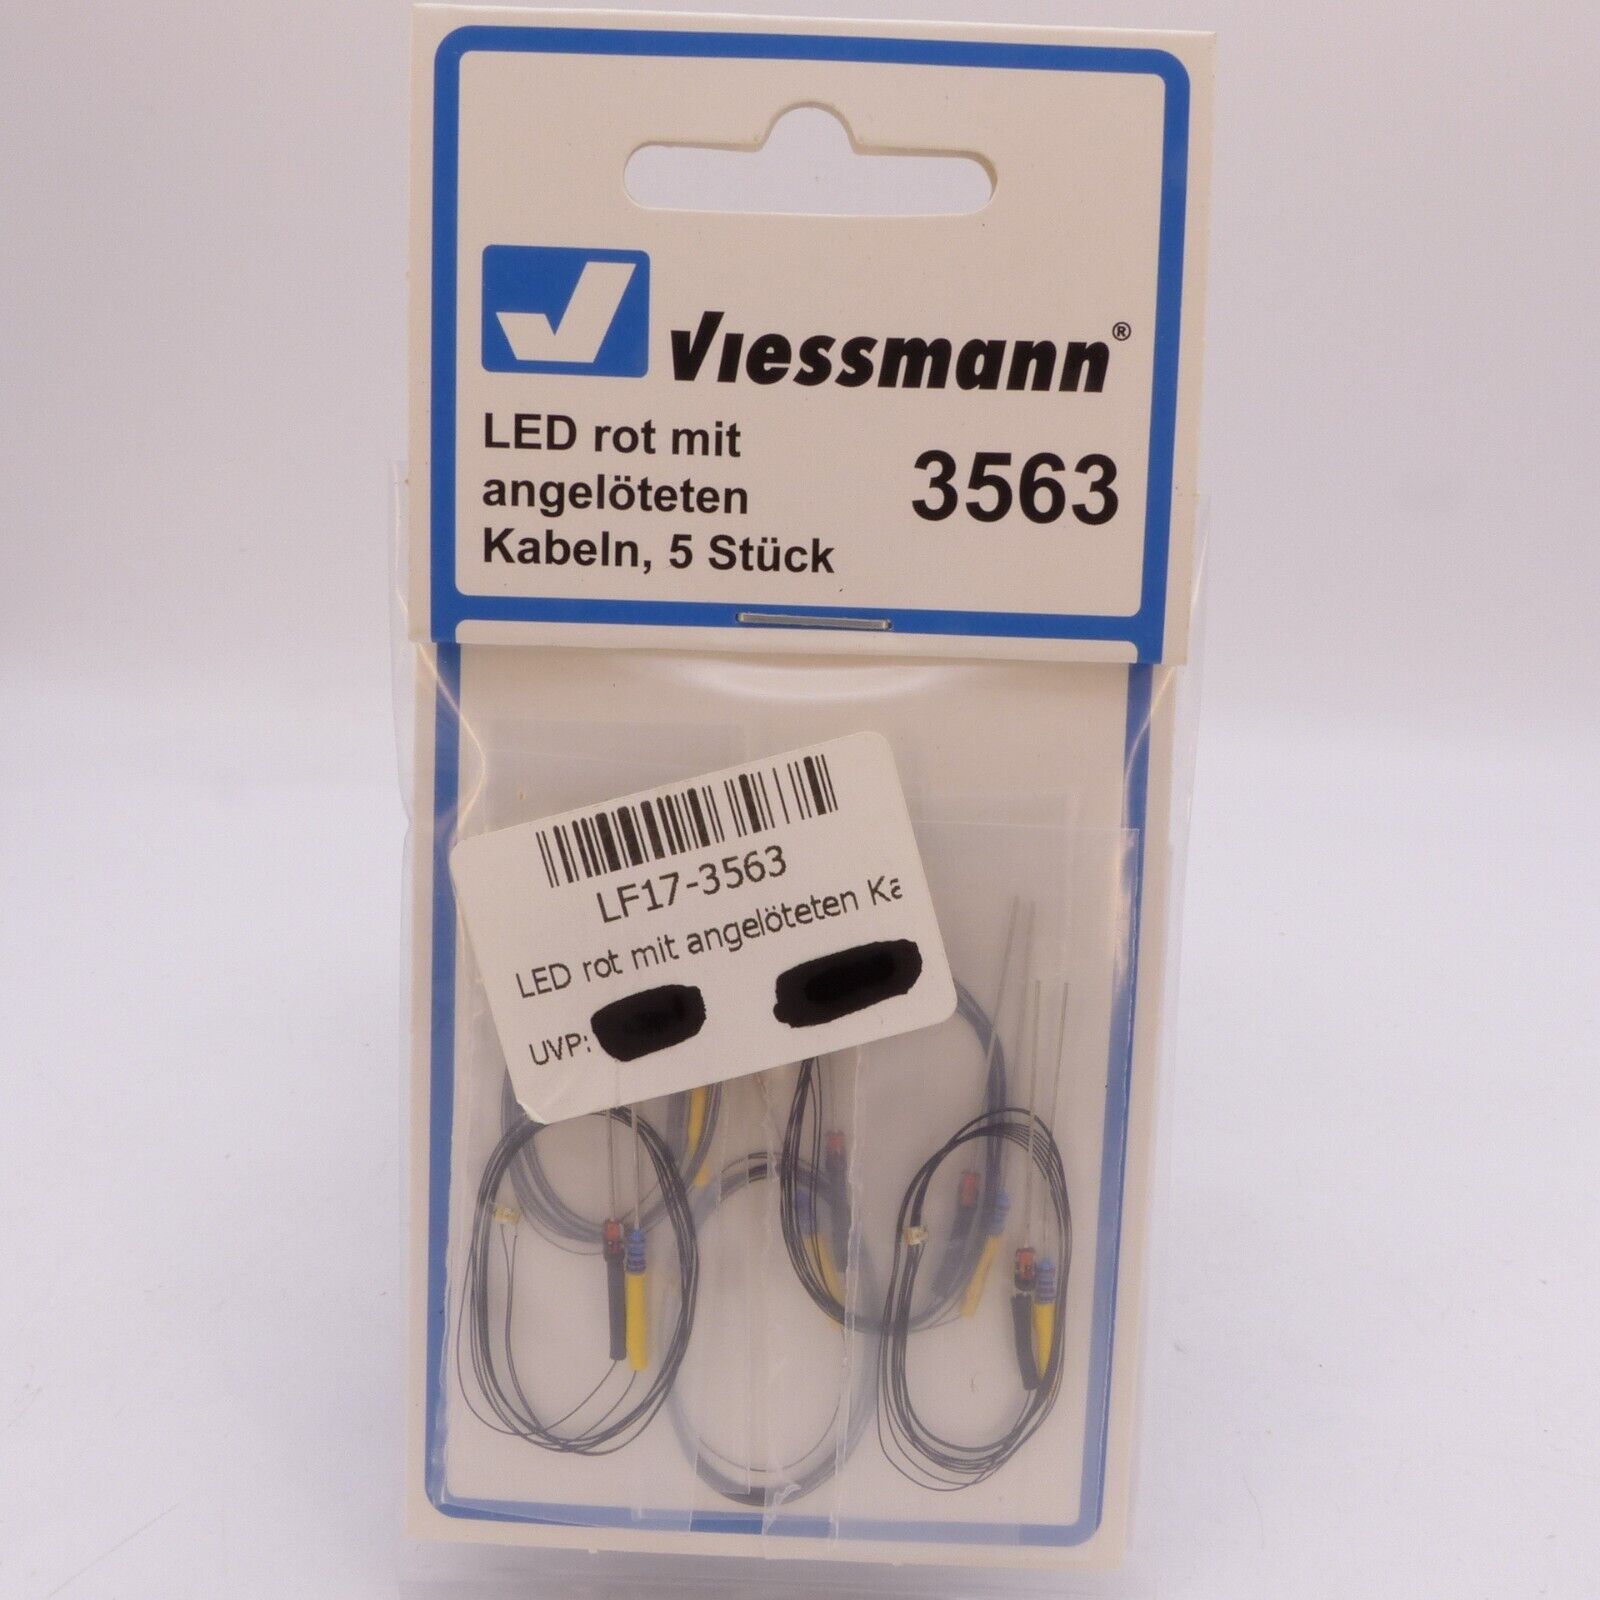 Viessmann®
LED rot mit
angelöteten
Kabeln, 5 Stück
3563
LF17-3563
LED rot mit angelöteten Ka
UVP: